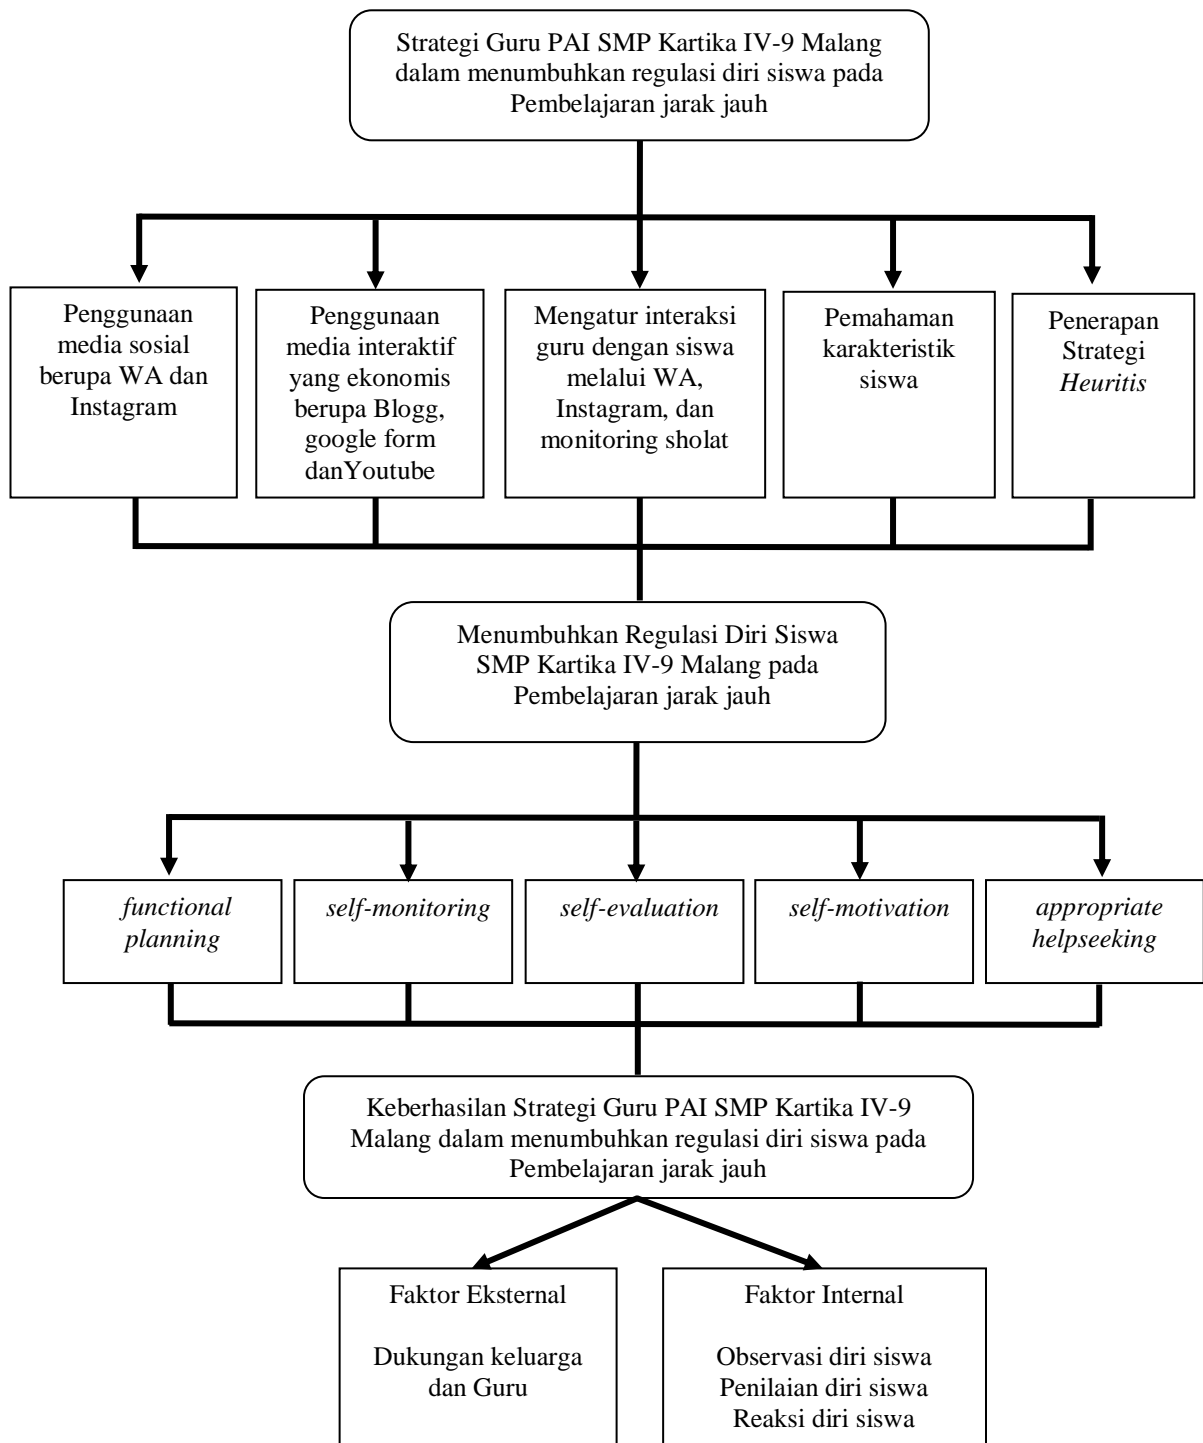 Strategi Guru PAI SMP Kartika IV-9 Malang
dalam menumbuhkan regulasi diri siswa pada
Pembelajaran jarak jauh
Penggunaan
media sosial
berupa WA dan
Instagram
Penggunaan
media interaktif
yang ekonomis
berupa Blogg,
google form
danYoutube
Mengatur interaksi
guru dengan siswa
melalui WA,
Instagram, dan
monitoring sholat
Pemahaman
karakteristik
siswa
Penerapan
Strategi
Heuritis
Menumbuhkan Regulasi Diri Siswa
SMP Kartika IV-9 Malang pada
Pembelajaran jarak jauh
functional
planning
self-monitoring
self-evaluation
self-motivation
appropriate
helpseeking
Keberhasilan Strategi Guru PAI SMP Kartika IV-9
Malang dalam menumbuhkan regulasi diri siswa pada
Pembelajaran jarak jauh
Faktor Eksternal
Dukungan keluarga
dan Guru
Faktor Internal
Observasi diri siswa
Penilaian diri siswa
Reaksi diri siswa